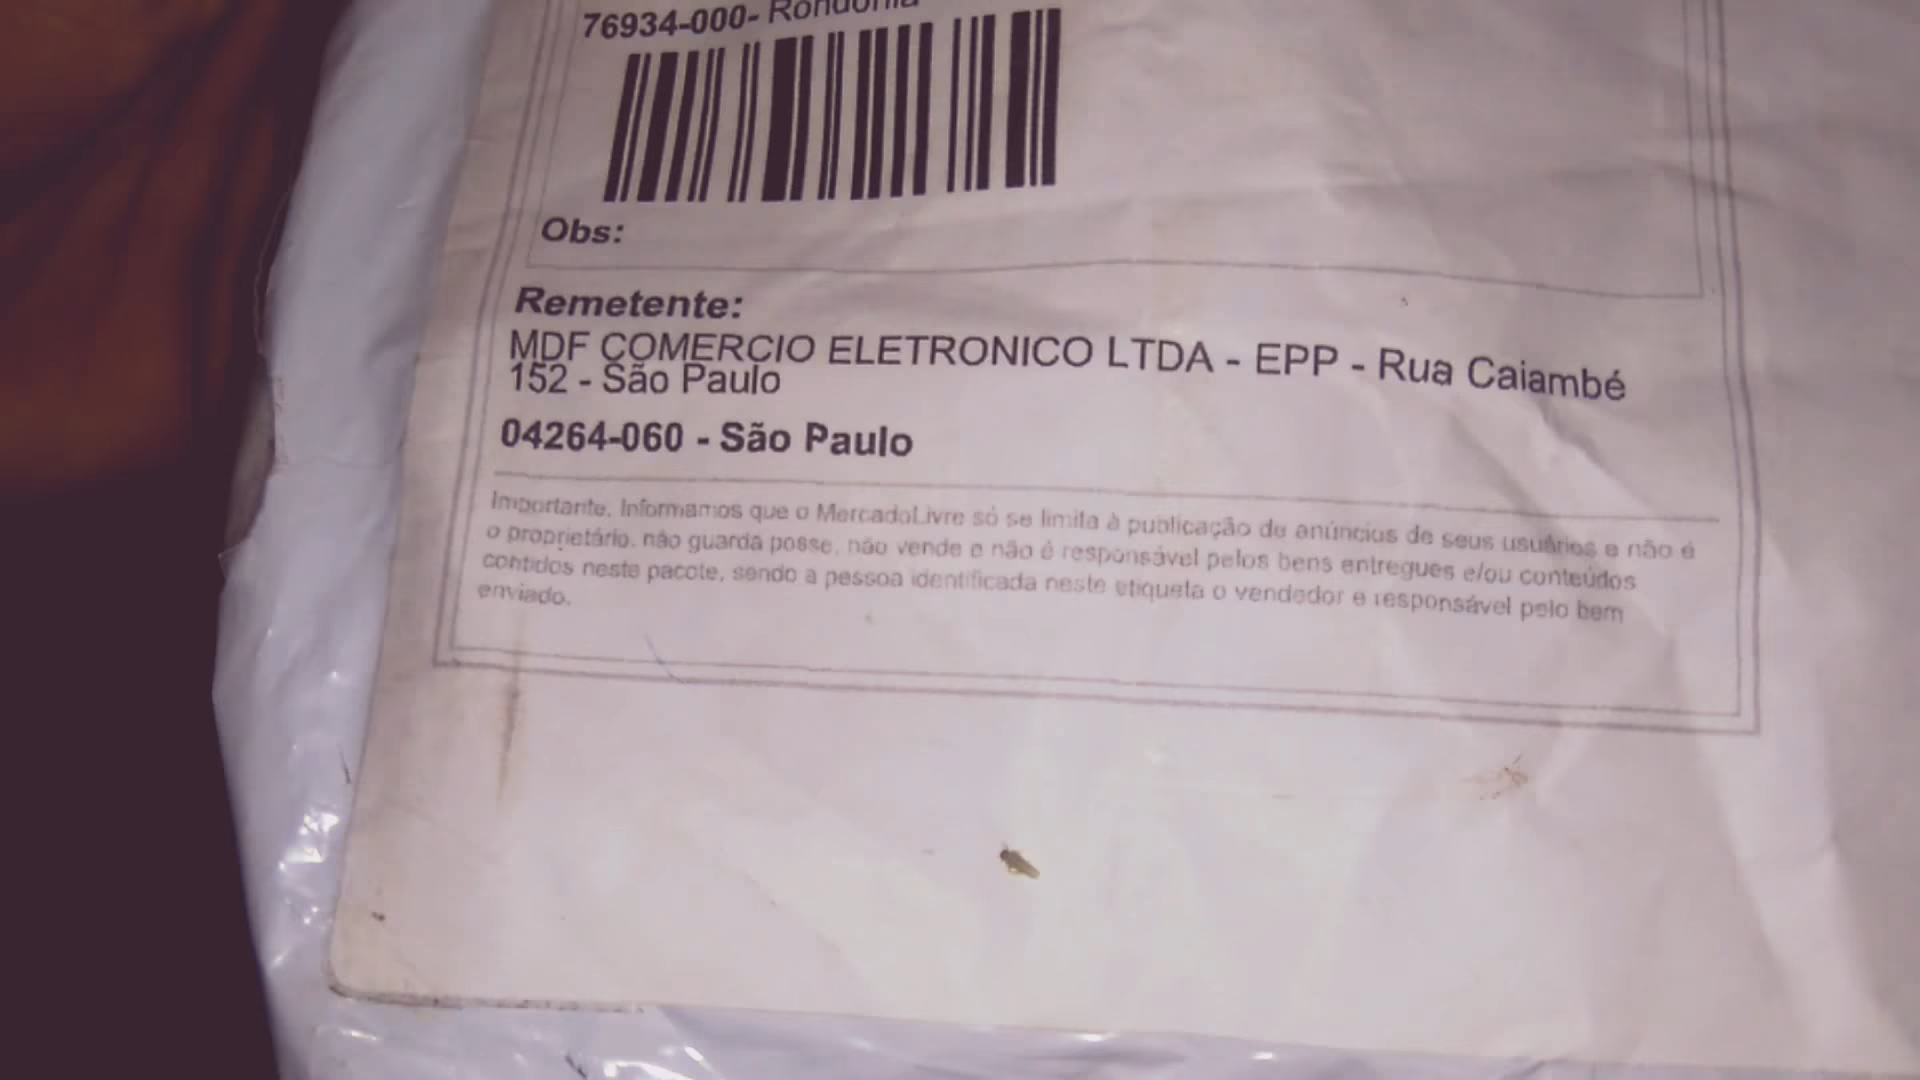 76934-000- Rondônia
Obs:
Remetente:
MDF COMERCIO ELETRONICO LTDA - EPP - Rua Caiambé
152 - São Paulo
04264-060 - São Paulo
Importante. Informamos que o MercadoLivre só se limita à publicação de anúncios de seus usuários e não é
o proprietário, não guarda posse, não vende e não é responsável pelos bens entregues e/ou conteúdos
contidos neste pacote, sendo a pessoa identificada neste etiqueta o vendedor e responsável pelo bem
enviado.